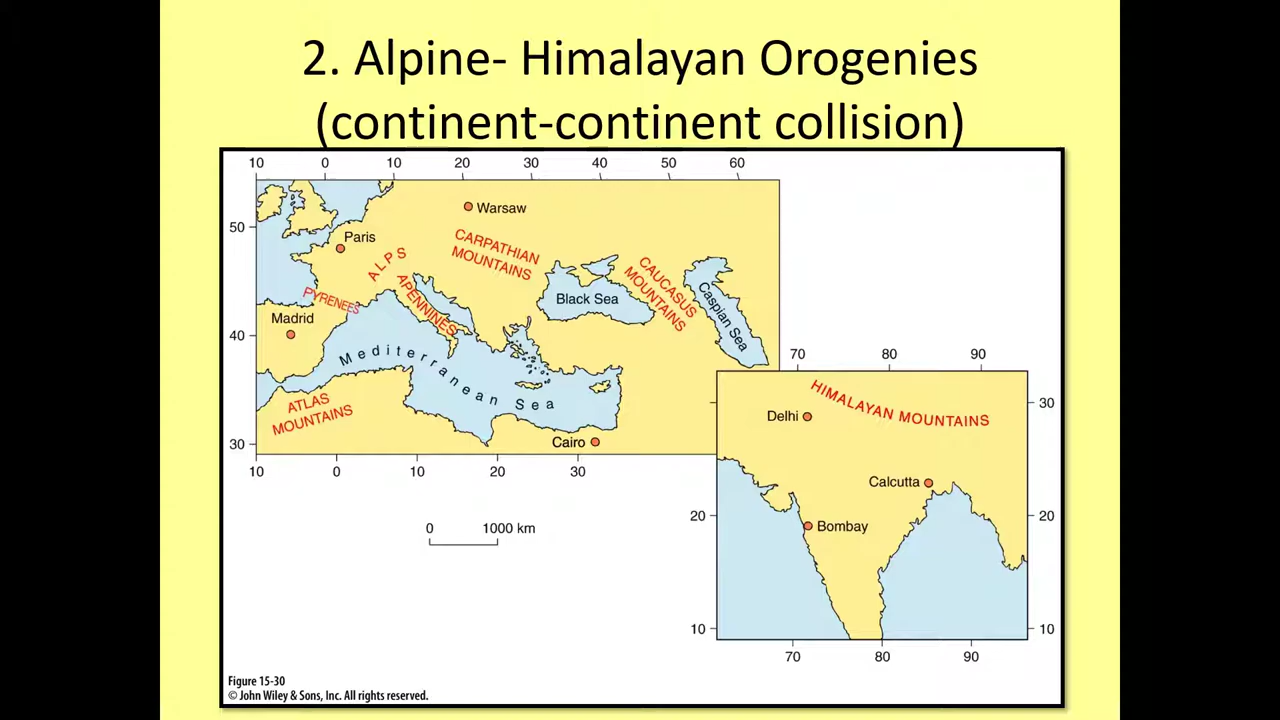 2. Alpine- Himalayan Orogenies
(continent-continent collision)
10 0 10 20 30 40 50 60
50
40
30
Warsaw
Paris
ALPS
CARPATHIAN
MOUNTAINS
CAUCASUS
MOUNTAINS
APENNINES
PYRENEES
Black Sea
Caspian Sea
Madrid
Mediterranean Sea
ATLAS
MOUNTAINS
Cairo
10 0 10 20 30
0 1000 km
70 80 90
HIMALAYAN MOUNTAINS
30
Delhi
Calcutta
20 20
Bombay
10 10
70 80 90
Figure 15-30
© John Wiley & Sons, Inc. All rights reserved.